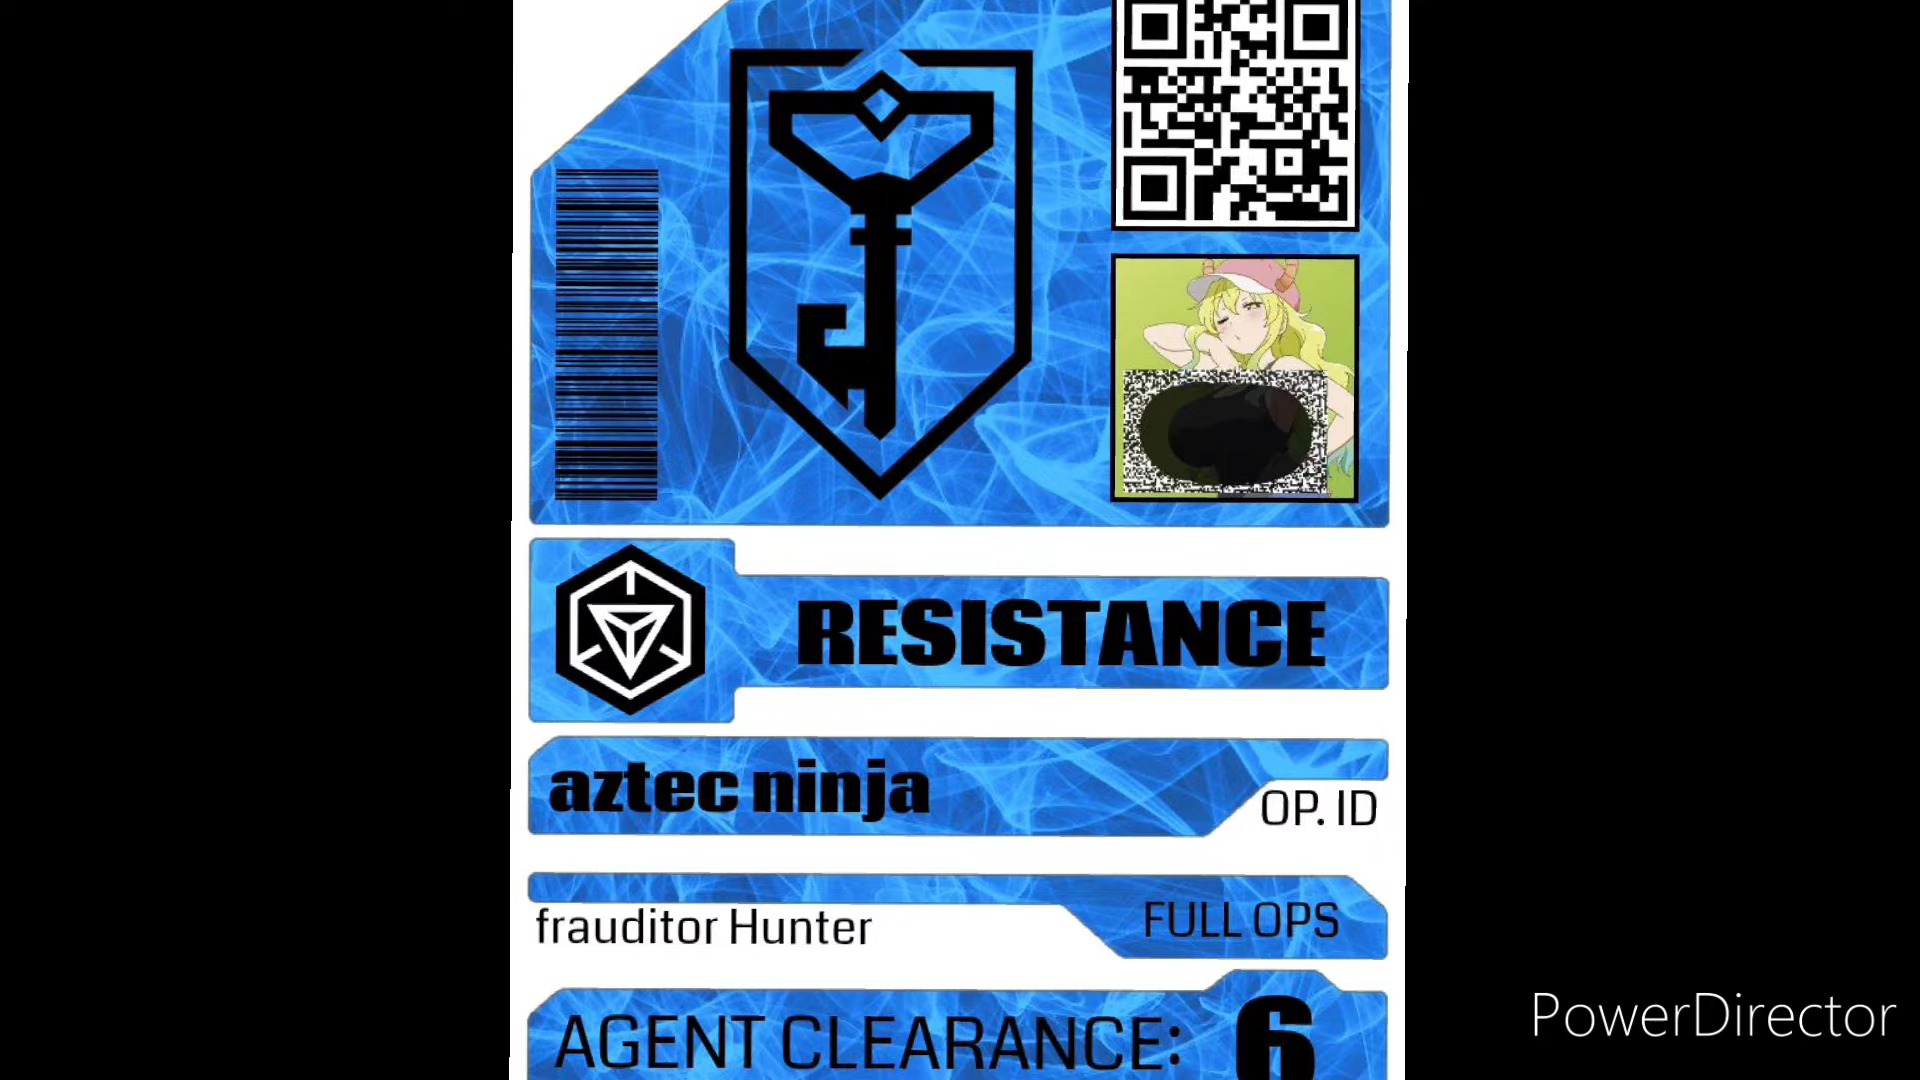 RESISTANCE
aztec ninja
OP. ID
frauditor Hunter
FULL OPS
AGENT CLEARANCE: 6
PowerDirector